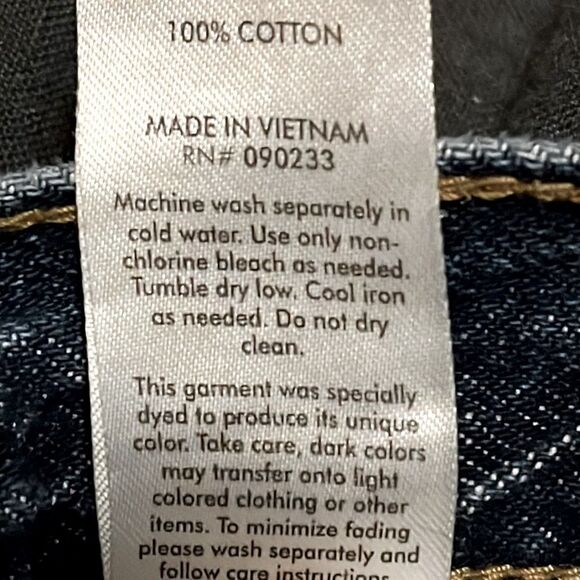 100% COTTON
MADE IN VIETNAM
RN# 090233
Machine wash separately in
cold water. Use only non-
chlorine bleach as needed.
Tumble dry low. Cool iron
as needed. Do not dry
clean.
This garment was specially
dyed to produce its unique
color. Take care, dark colors
may transfer onto light
colored clothing or other
items. To minimize fading
please wash separately and
follow care instructions